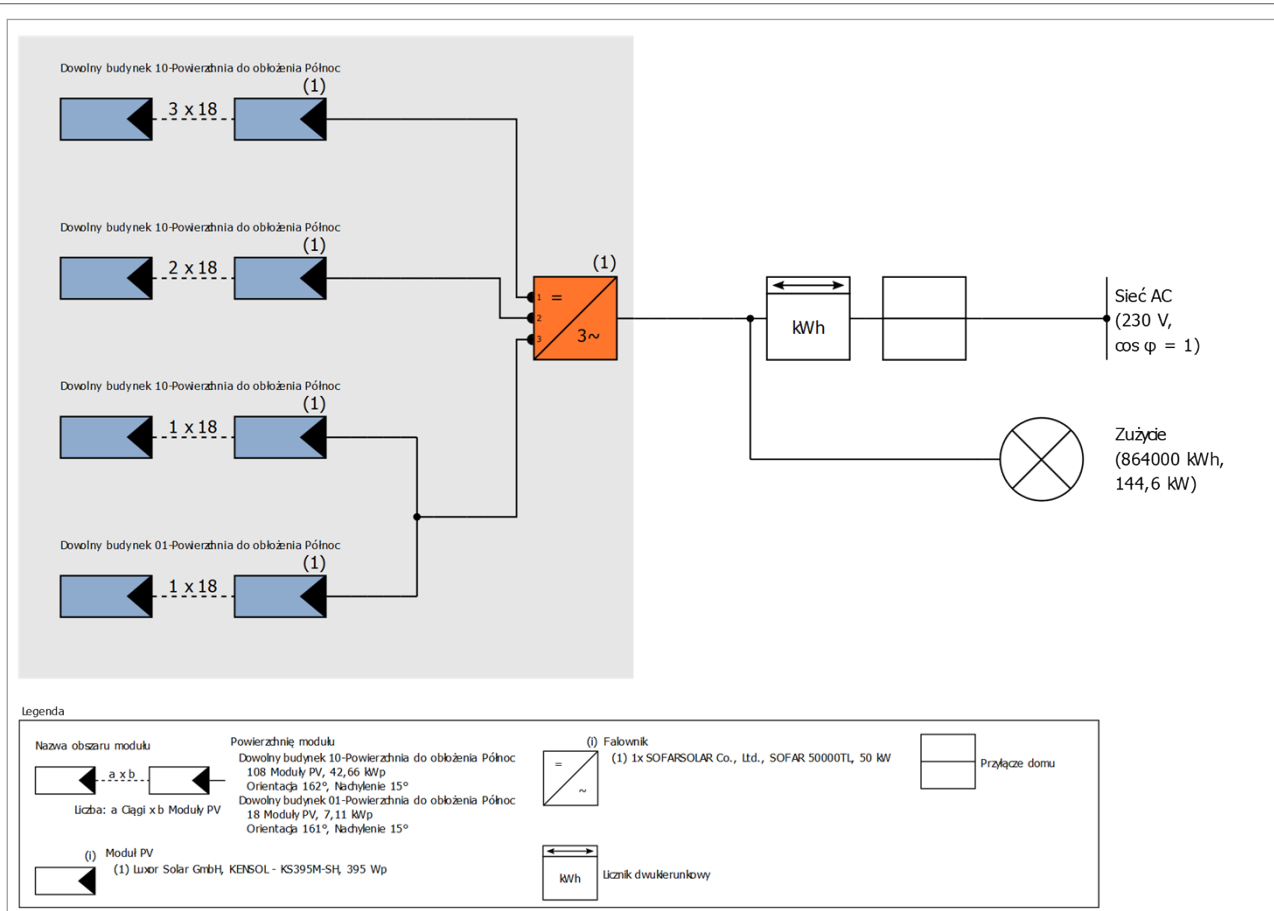 Dowolny budynek 10-Powierzchnia do obłożenia Północ
(1)
3 x 18
Dowolny budynek 10-Powierzchnia do obłożenia Północ
(1)
2 x 18
(1)
1 =
2
3 3~
kWh
Sieć AC
(230 V,
cos φ = 1)
Dowolny budynek 10-Powierzchnia do obłożenia Północ
(1)
1 x 18
Zużycie
(864000 kWh,
144,6 kW)
Dowolny budynek 01-Powierzchnia do obłożenia Północ
(1)
1 x 18
Legenda
Nazwa obszaru modułu
a x b
Liczba: a Ciągi x b Moduły PV
(i) Moduł PV
(1) Luxor Solar GmbH, KENSOL - KS395M-SH, 395 Wp
Powierzchnię modułu
Dowolny budynek 10-Powierzchnia do obłożenia Północ
108 Moduły PV, 42,66 kWp
Orientacja 162°, Nachylenie 15°
Dowolny budynek 01-Powierzchnia do obłożenia Północ
18 Moduły PV, 7,11 kWp
Orientacja 161°, Nachylenie 15°
(i) Falownik
= ~
(1) 1x SOFARSOLAR Co., Ltd., SOFAR 50000TL, 50 kW
kWh
Licznik dwukierunkowy
Przyłącze domu